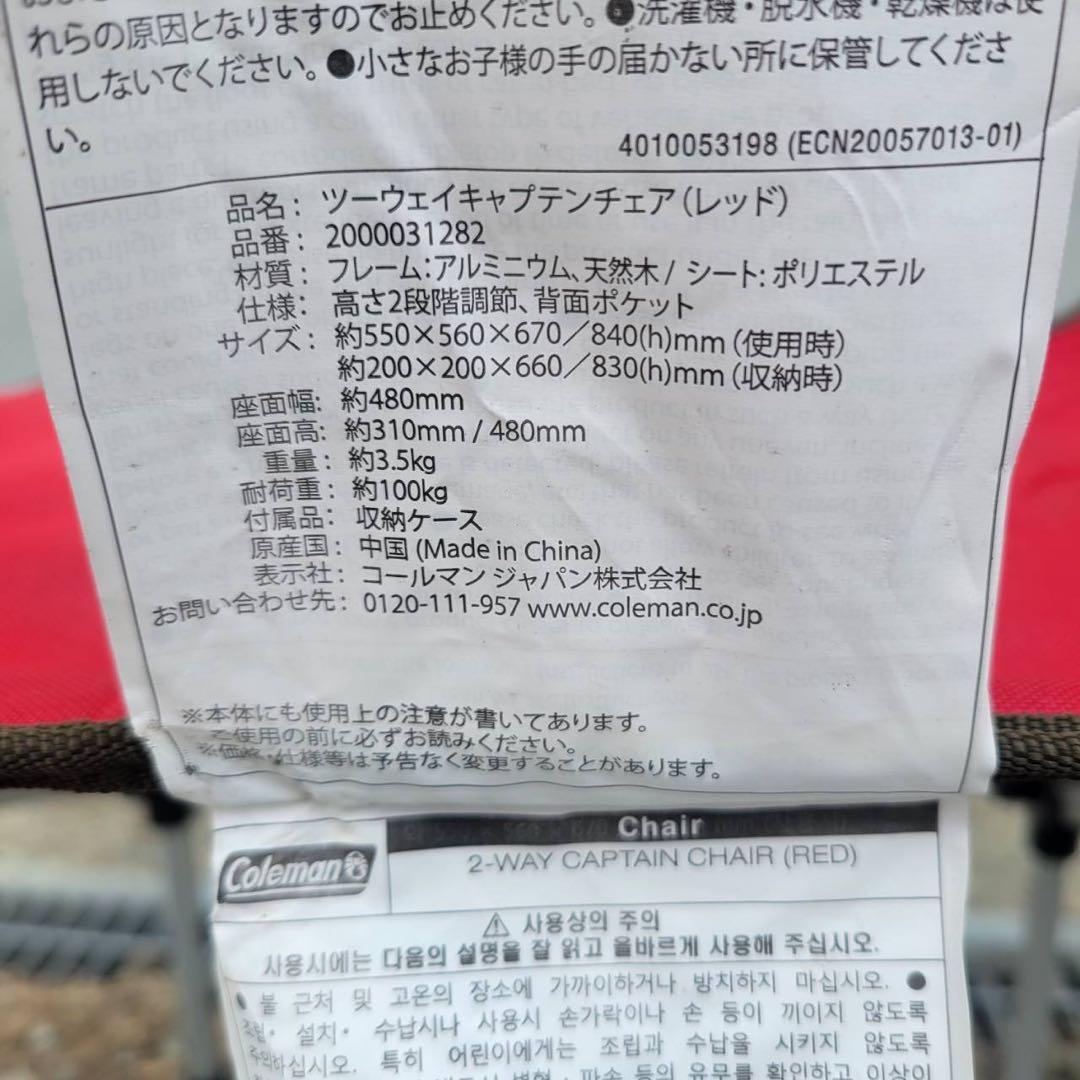 れらの原因となりますのでお止めください。●洗濯機・脱水機・乾燥機は使
用しないでください。●小さなお子様の手の届かない所に保管してくださ
い。
4010053198 (ECN20057013-01)
品名: ツーウェイキャプテンチェア(レッド)
品番: 2000031282
材質: フレーム:アルミニウム、天然木 / シート: ポリエステル
仕様: 高さ2段階調節、背面ポケット
サイズ: 約550×560×670/840(h)mm (使用時)
約200×200×660/830(h)mm (収納時)
座面幅: 約480mm
座面高: 約310mm / 480mm
重量: 約3.5kg
耐荷重: 約100kg
付属品: 収納ケース
原産国: 中国 (Made in China)
表示社: コールマン ジャパン株式会社
お問い合わせ先: 0120-111-957 www.coleman.co.jp
※本体にも使用上の注意が書いてあります。
ご使用の前に必ずお読みください。
※価格・仕様等は予告なく変更することがあります。
Coleman
Chair
2-WAY CAPTAIN CHAIR (RED)
⚠ 사용상의 주의
사용시에는 다음의 설명을 잘 읽고 올바르게 사용해 주십시오.
● 불 근처 및 고온의 장소에 가까이하거나 방치하지 마십시오. ●
조립· 설치· 수납시나 사용시 손가락이나 손 등이 끼이지 않도록
주의하십시오. 특히 어린이에게는 조립과 수납을 시키지 않도록
파손 등의 유무를 확인하고 이상이